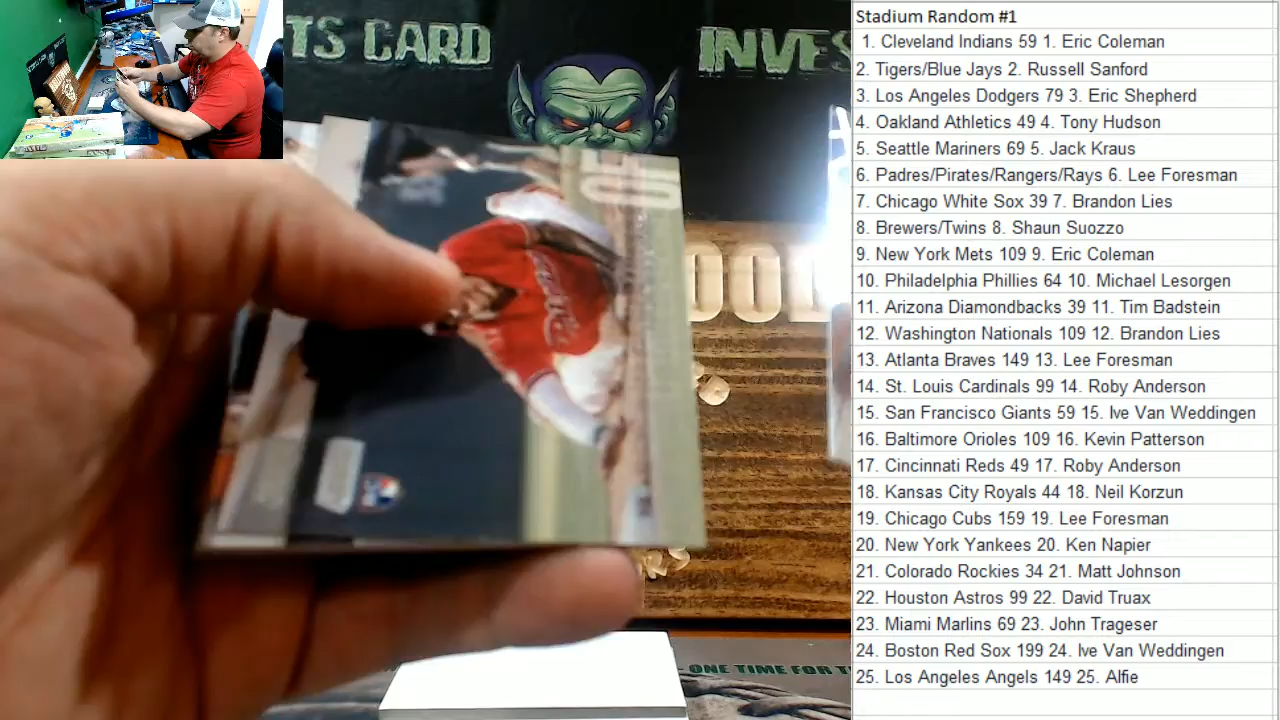 TS CARD INVES
OOL
- ONE TIME FOR T
Stadium Random #1
1. Cleveland Indians 59 1. Eric Coleman
2. Tigers/Blue Jays 2. Russell Sanford
3. Los Angeles Dodgers 79 3. Eric Shepherd
4. Oakland Athletics 49 4. Tony Hudson
5. Seattle Mariners 69 5. Jack Kraus
6. Padres/Pirates/Rangers/Rays 6. Lee Foresman
7. Chicago White Sox 39 7. Brandon Lies
8. Brewers/Twins 8. Shaun Suozzo
9. New York Mets 109 9. Eric Coleman
10. Philadelphia Phillies 64 10. Michael Lesorgen
11. Arizona Diamondbacks 39 11. Tim Badstein
12. Washington Nationals 109 12. Brandon Lies
13. Atlanta Braves 149 13. Lee Foresman
14. St. Louis Cardinals 99 14. Roby Anderson
15. San Francisco Giants 59 15. Ive Van Weddingen
16. Baltimore Orioles 109 16. Kevin Patterson
17. Cincinnati Reds 49 17. Roby Anderson
18. Kansas City Royals 44 18. Neil Korzun
19. Chicago Cubs 159 19. Lee Foresman
20. New York Yankees 20. Ken Napier
21. Colorado Rockies 34 21. Matt Johnson
22. Houston Astros 99 22. David Truax
23. Miami Marlins 69 23. John Trageser
24. Boston Red Sox 199 24. Ive Van Weddingen
25. Los Angeles Angels 149 25. Alfie